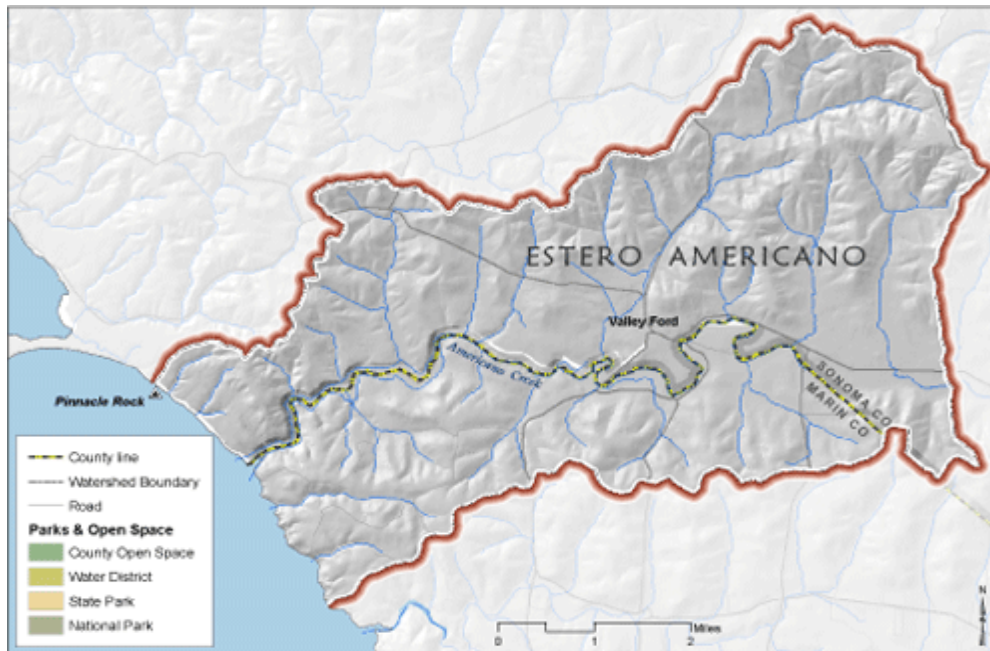 ESTERO AMERICANO
Valley Ford
Americano Creek
SONOMA CO
MARIN CO
Pinnacle Rock
County line
Watershed Boundary
Road
Parks & Open Space
County Open Space
Water District
State Park
National Park
N
0 1 2 Miles